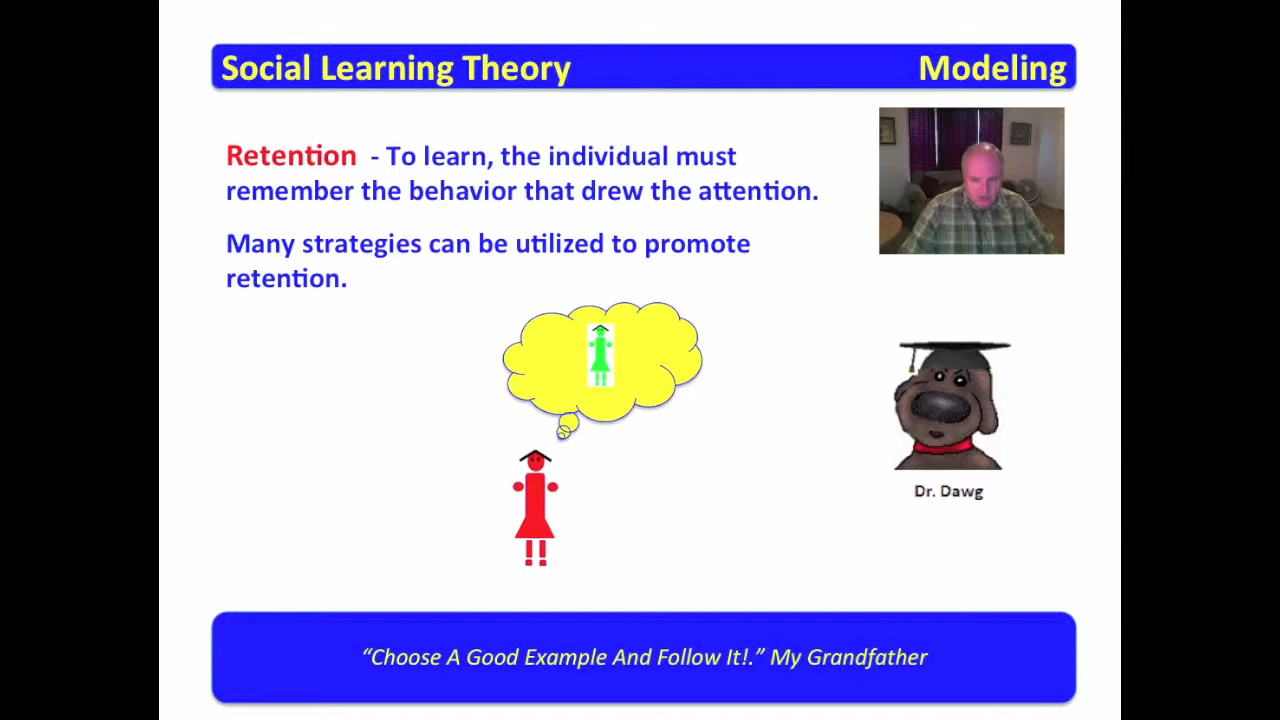 Social Learning Theory Modeling
Retention - To learn, the individual must
remember the behavior that drew the attention.
Many strategies can be utilized to promote
retention.
Dr. Dawg
“Choose A Good Example And Follow It!.” My Grandfather